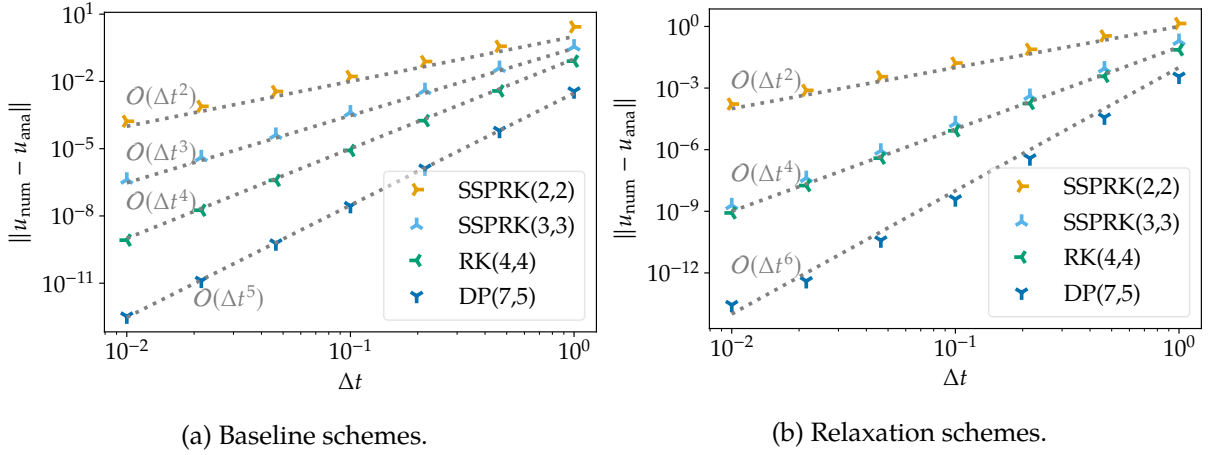 10^1
10^{-2}
10^{-5}
10^{-8}
10^{-11}
‖u_num − u_ana‖
O(Δt^2)
O(Δt^3)
O(Δt^4)
O(Δt^5)
SSPRK(2,2)
SSPRK(3,3)
RK(4,4)
DP(7,5)
10^{-2} 10^{-1} 10^0
Δt
(a) Baseline schemes.
10^0
10^{-3}
10^{-6}
10^{-9}
10^{-12}
‖u_num − u_ana‖
O(Δt^2)
O(Δt^4)
O(Δt^6)
SSPRK(2,2)
SSPRK(3,3)
RK(4,4)
DP(7,5)
10^{-2} 10^{-1} 10^0
Δt
(b) Relaxation schemes.